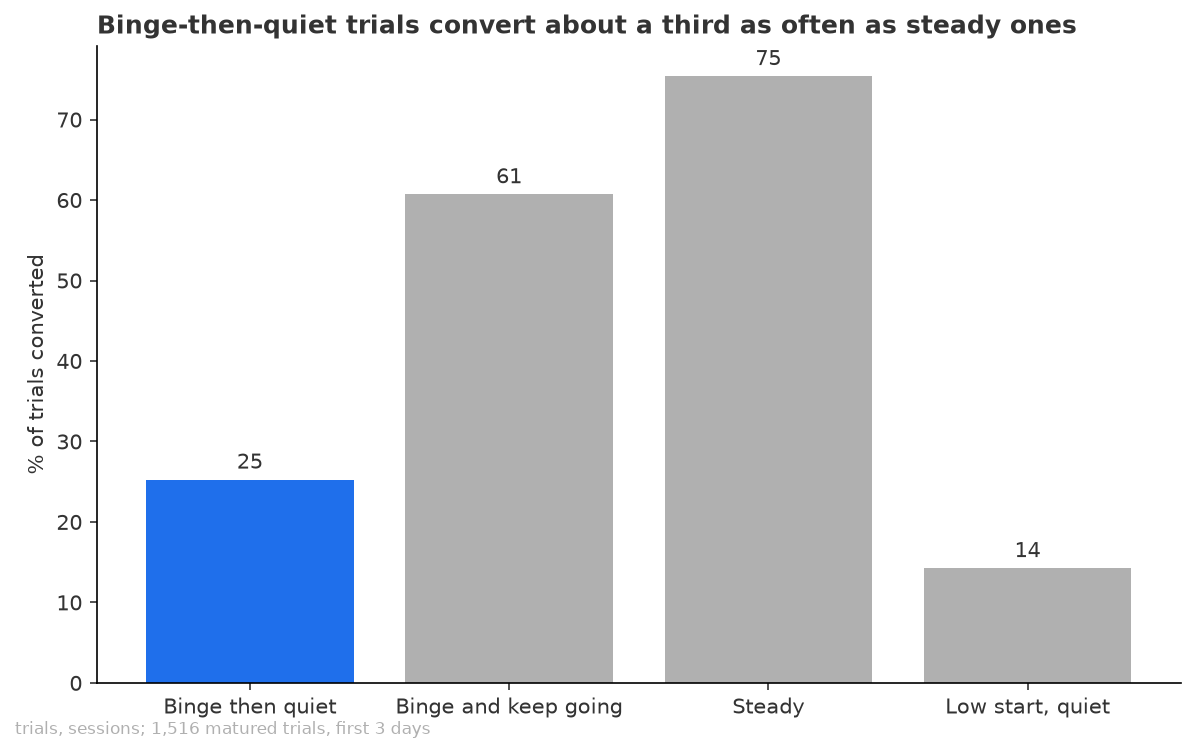 Binge-then-quiet trials convert about a third as often as steady ones
% of trials converted
70
60
50
40
30
20
10
0
25
61
75
14
Binge then quiet
Binge and keep going
Steady
Low start, quiet
trials, sessions; 1,516 matured trials, first 3 days